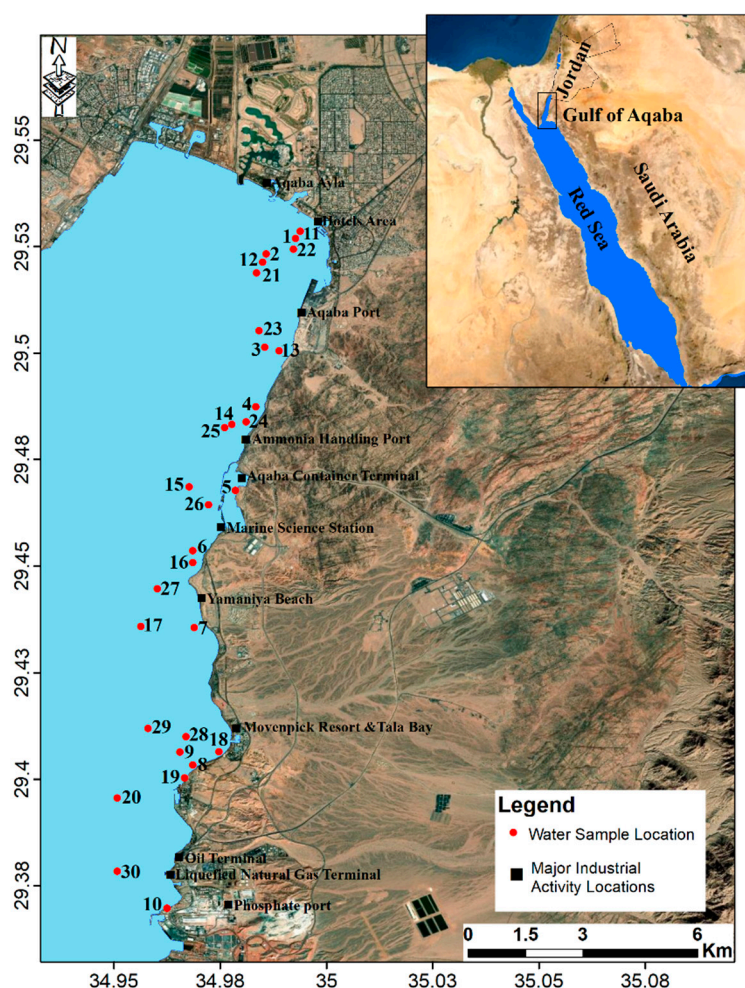 N
Jordan
Gulf of Aqaba
Red Sea
Saudi Arabia
29.55
29.53
29.5
29.48
29.45
29.43
29.4
29.38
Aqaba Ayla
Hotels Area
1
11
22
2
12
21
Aqaba Port
23
3
13
4
14
24
25
Ammonia Handling Port
Aqaba Container Terminal
15
5
26
Marine Science Station
6
16
27
Yamaniya Beach
17
7
29
28
Movenpick Resort &Tala Bay
18
9
8
19
20
Oil Terminal
30
Liquefied Natural Gas Terminal
10
Phosphate port
Legend
Water Sample Location
Major Industrial
Activity Locations
0 1.5 3 6
Km
34.95 34.98 35 35.03 35.05 35.08